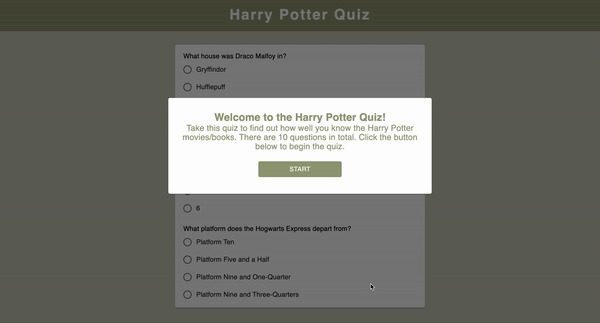 Harry Potter Quiz
What house was Draco Malfoy in?
Gryffindor
Hufflepuff
Welcome to the Harry Potter Quiz!
Take this quiz to find out how well you know the Harry Potter
movies/books. There are 10 questions in total. Click the button
below to begin the quiz.
START
6
What platform does the Hogwarts Express depart from?
Platform Ten
Platform Five and a Half
Platform Nine and One-Quarter
Platform Nine and Three-Quarters